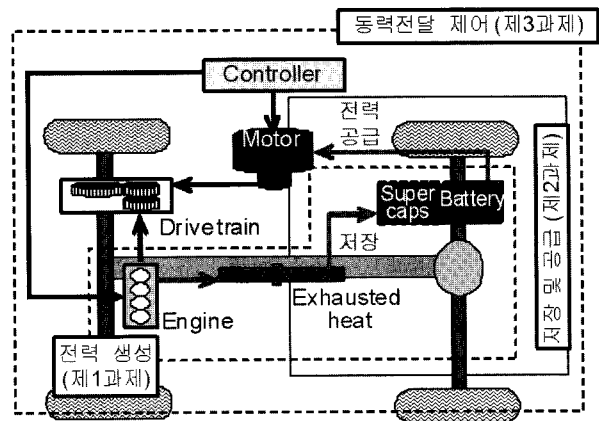 동력전달 제어(제3과제)
Controller
전력
공급
Motor
Super
caps
Battery
저장 및 공급 (제2과제)
Drivetrain
저장
Exhausted
heat
Engine
전력 생성
(제1과제)